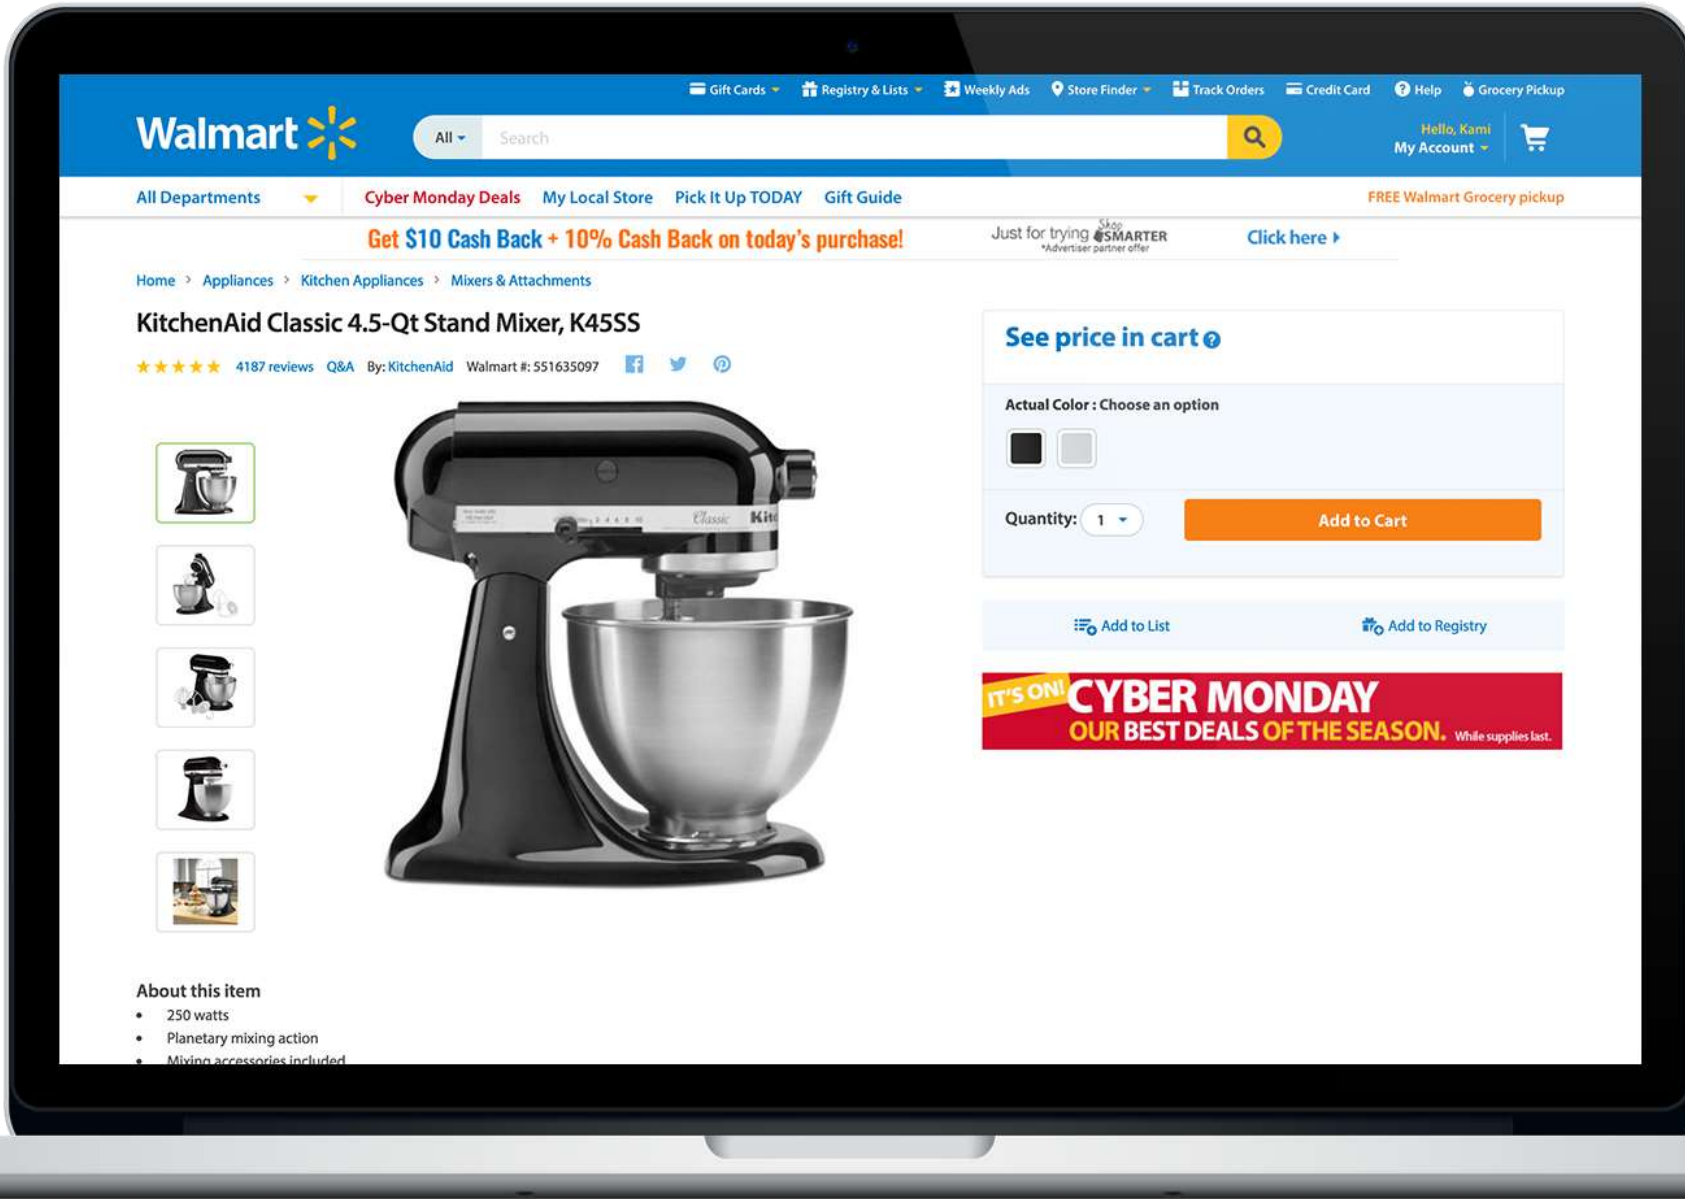 Gift Cards Registry & Lists Weekly Ads Store Finder Track Orders Credit Card Help Grocery Pickup
Walmart All Search Hello, Kami
My Account
All Departments Cyber Monday Deals My Local Store Pick It Up TODAY Gift Guide FREE Walmart Grocery pickup
Get $10 Cash Back + 10% Cash Back on today's purchase! Just for trying Shop SMARTER Click here
*Advertiser partner offer
Home > Appliances > Kitchen Appliances > Mixers & Attachments
KitchenAid Classic 4.5-Qt Stand Mixer, K45SS
4187 reviews Q&A By: KitchenAid Walmart #: 551635097
See price in cart
Actual Color : Choose an option
Classic Kitc
Quantity: 1 Add to Cart
Add to List Add to Registry
IT'S ON! CYBER MONDAY
OUR BEST DEALS OF THE SEASON. While supplies last.
About this item
• 250 watts
• Planetary mixing action
• Mixing accessories included